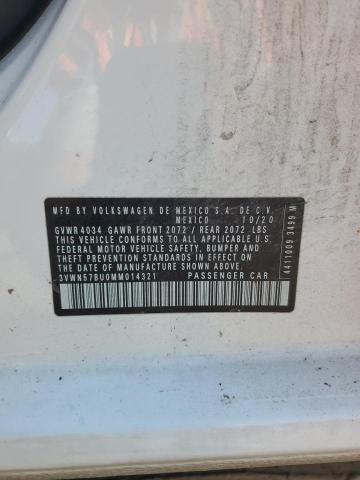 MFD BY VOLKSWAGEN DE MEXICO S.A. DE C.V.
MEXICO 10/20
GVWR 4034 GAWR FRONT 2072 / REAR 2072 LBS
THIS VEHICLE CONFORMS TO ALL APPLICABLE U.S.
FEDERAL MOTOR VEHICLE SAFETY, BUMPER AND
THEFT PREVENTION STANDARDS IN EFFECT ON THE
DATE OF MANUFACTURE SHOWN ABOVE.
3VWN57BU0MM014321 PASSENGER CAR
4411009 3499 M